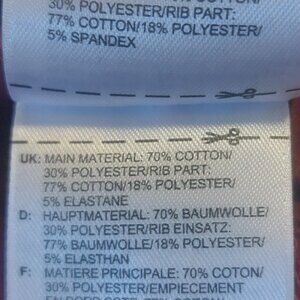 30% POLYESTER/RIB PART:
77% COTTON/18% POLYESTER/
5% SPANDEX
UK: MAIN MATERIAL: 70% COTTON/
30% POLYESTER/RIB PART:
77% COTTON/18% POLYESTER/
5% ELASTANE
D: HAUPTMATERIAL: 70% BAUMWOLLE/
30% POLYESTER/RIB EINSATZ:
77% BAUMWOLLE/18% POLYESTER/
5% ELASTHAN
F: MATIERE PRINCIPALE: 70% COTON/
30% POLYESTER/EMPIECEMENT